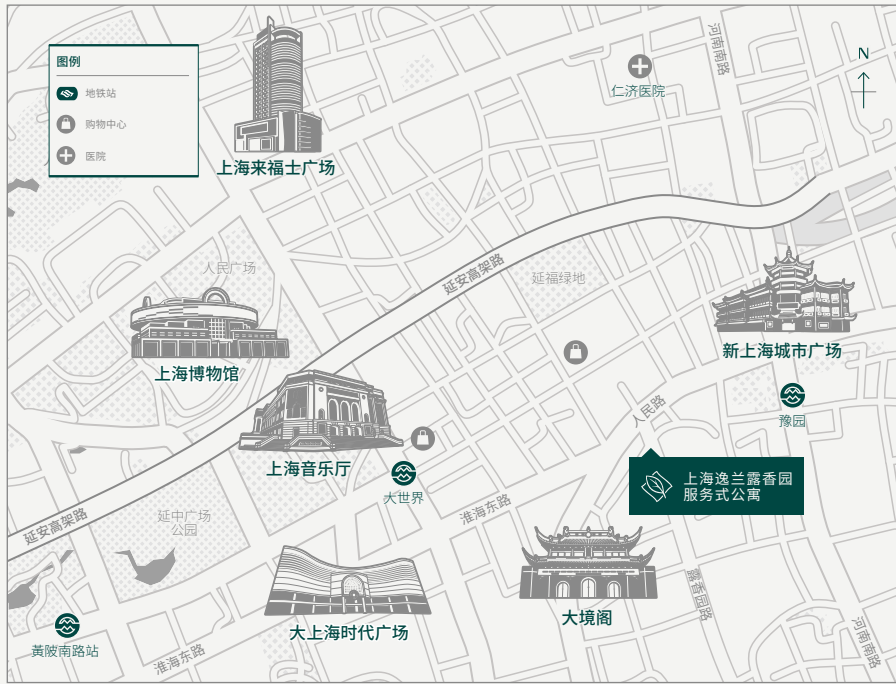 图例
地铁站
购物中心
医院
上海来福士广场
仁济医院
河南南路
N
人民广场
延安高架路
延福绿地
上海博物馆
新上海城市广场
人民路
豫园
上海音乐厅
大世界
上海逸兰露香园
服务式公寓
淮海东路
延中广场
公园
延安高架路
大上海时代广场
大境阁
露香园路
黃陂南路站
淮海东路
河南南路